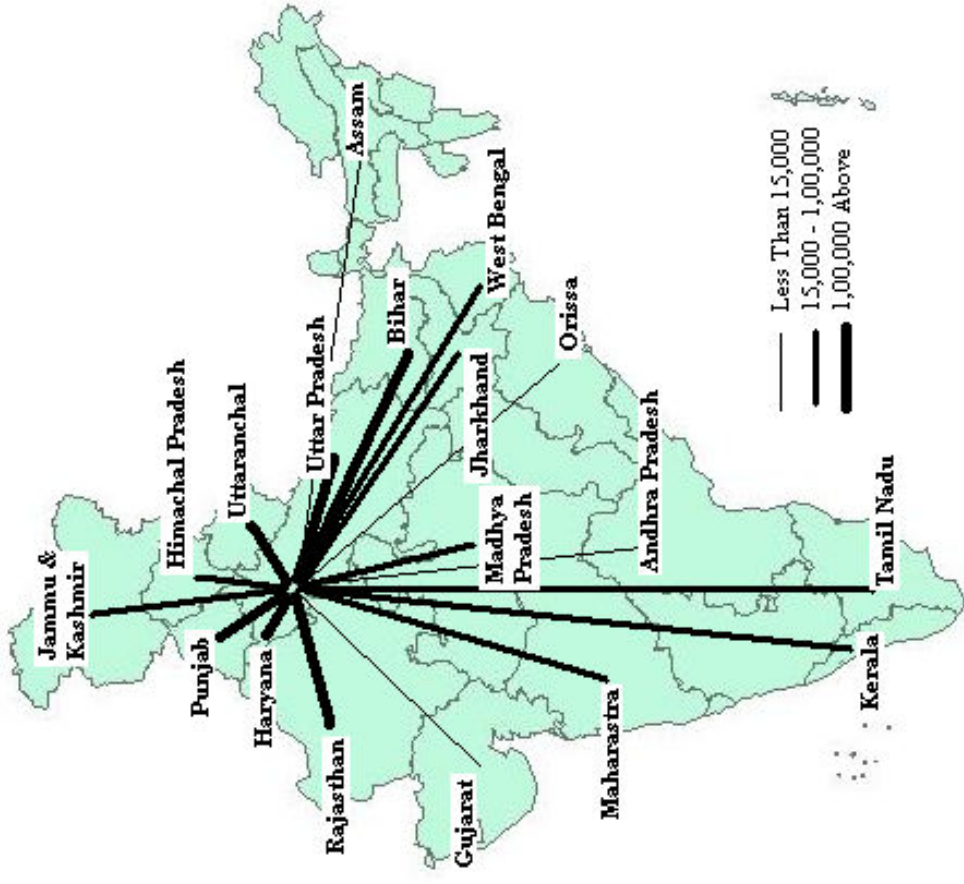 Jammu &
Kashmir
Himachal Pradesh
Punjab
Uttaranchal
Haryana
Rajasthan
Uttar Pradesh
Assam
Bihar
Gujarat
Madhya
Pradesh
Jharkhand
West Bengal
Maharastra
Orissa
Andhra Pradesh
Kerala
Tamil Nadu
Less Than 15,000
15,000 - 1,00,000
1,00,000 Above